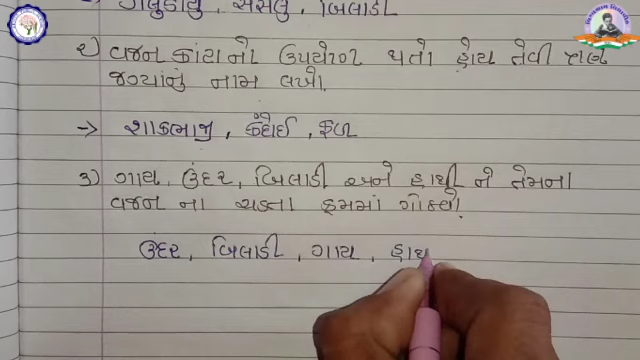 ગલુડીયું, સસલું, બિલાડી
૨) વજન કાંટાનો ઉપયોગ થતો હોય તેવી ત્રણ
જગ્યાનું નામ લખો.
-> શાકભાજી, કંદોઈ, ફળ
૩) ગાય, ઉંદર, બિલાડી અને હાથી ને તેમના
વજન ના ચડતા ક્રમમાં ગોઠવો.
ઉંદર, બિલાડી, ગાય, હાથ